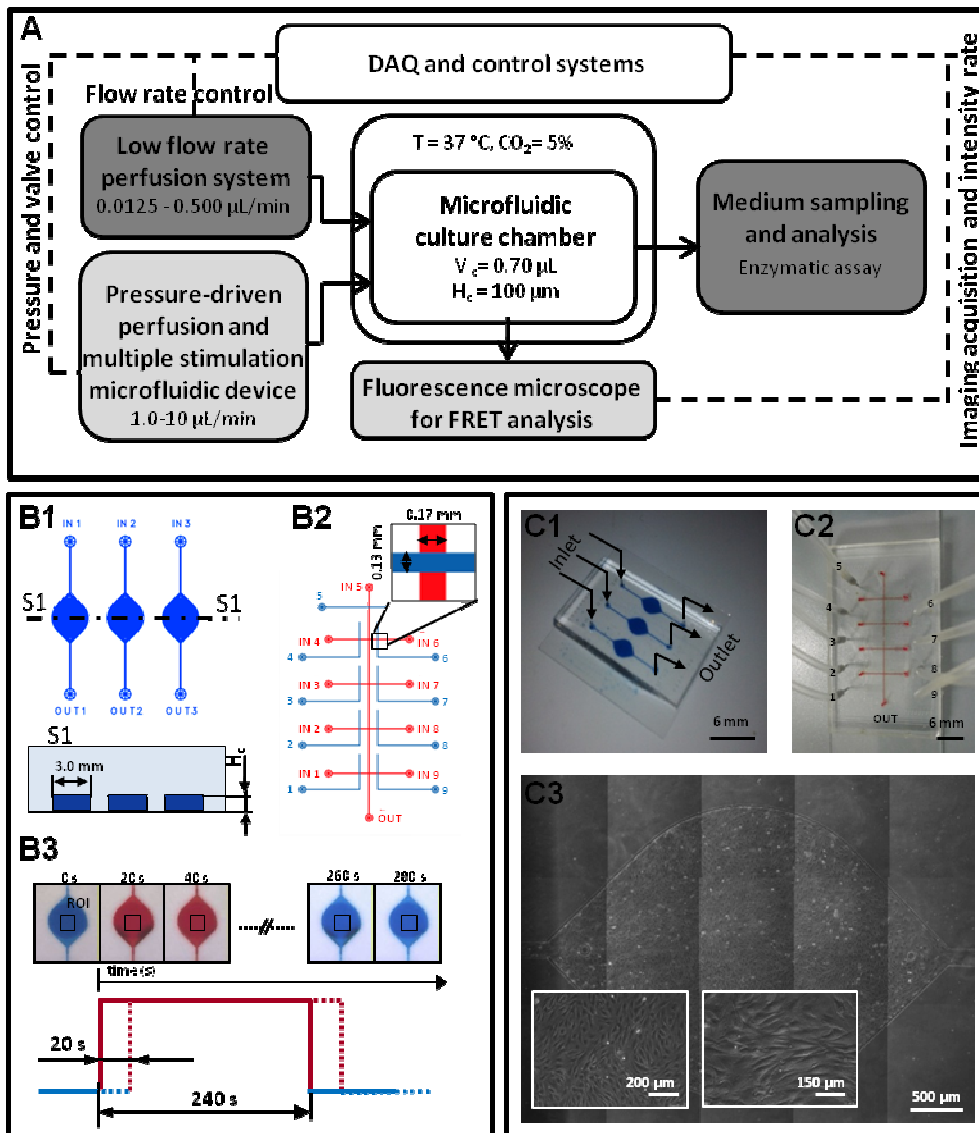 A
DAQ and control systems
Pressure and valve control
Flow rate control
Low flow rate
perfusion system
0.0125 - 0.500 µL/min
T = 37 °C, CO2= 5%
Microfluidic
culture chamber
Vc= 0.70 µL
Hc = 100 µm
Medium sampling
and analysis
Enzymatic assay
Pressure-driven
perfusion and
multiple stimulation
microfluidic device
1.0-10 µL/min
Fluorescence microscope
for FRET analysis
Imaging acquisition and intensity rate
B1
IN 1 IN 2 IN 3
S1 S1
OUT1 OUT2 OUT3
S1
3.0 mm
Hc
B2
0.17 mm
0.13 mm
IN 5
5
IN 4 IN 6
4 6
IN 3 IN 7
3 7
IN 2 IN 8
2 8
IN 1 IN 9
1 9
OUT
B3
0s 20s 40s 260 s 280 s
ROI
time (s)
20 s
240 s
C1
Inlet
Outlet
6 mm
C2
5
4 6
3 7
2 8
1 9
OUT
6 mm
C3
200 µm
150 µm
500 µm